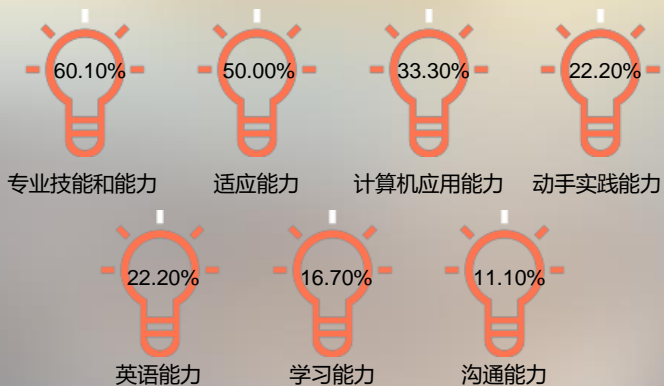 60.10% 50.00% 33.30% 22.20%
专业技能和能力 适应能力 计算机应用能力 动手实践能力
22.20% 16.70% 11.10%
英语能力 学习能力 沟通能力